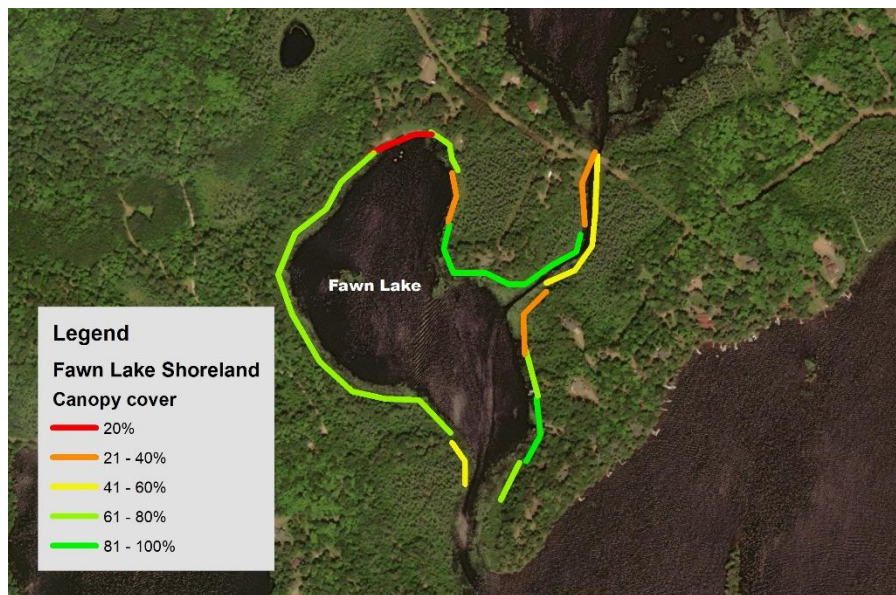 Fawn Lake
Legend
Fawn Lake Shoreland
Canopy cover
20%
21 - 40%
41 - 60%
61 - 80%
81 - 100%